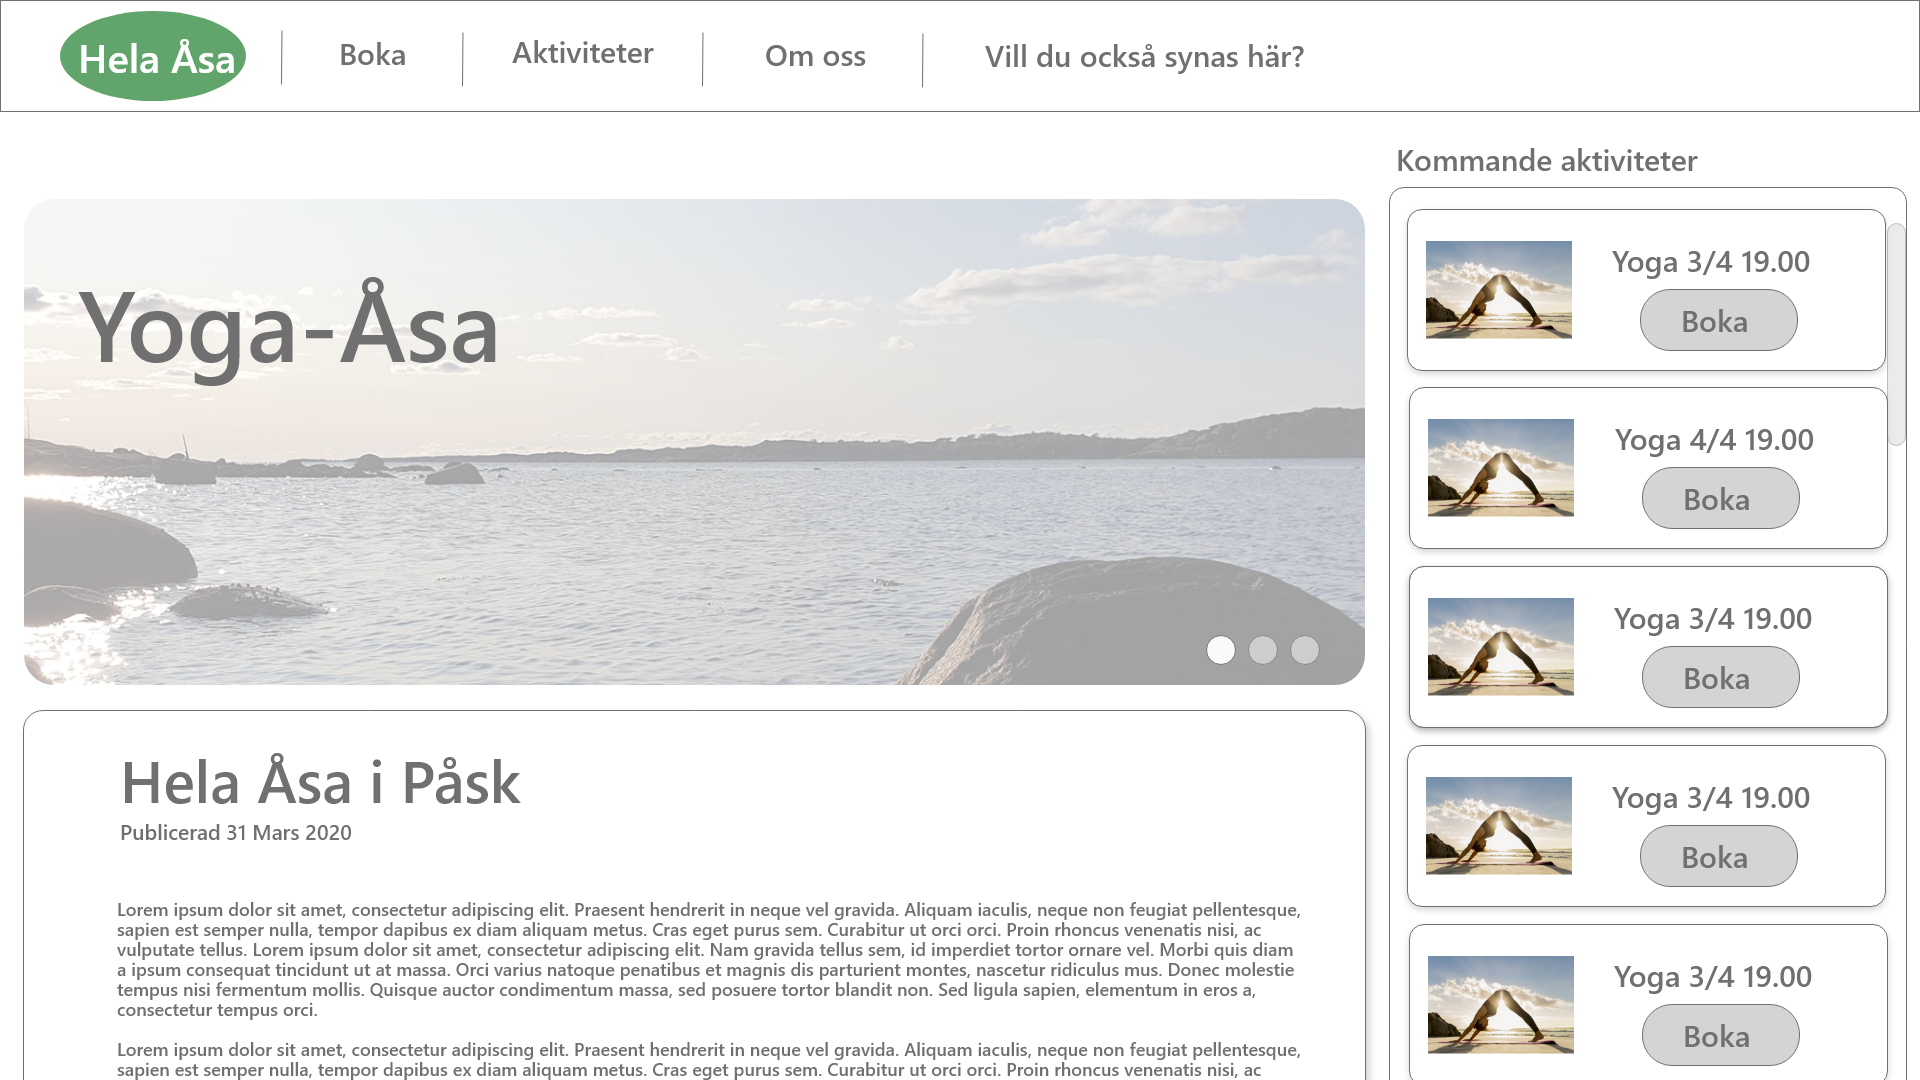 Hela Åsa
Boka
Aktiviteter
Om oss
Vill du också synas här?
Yoga-Åsa
Hela Åsa i Påsk
Publicerad 31 Mars 2020
Lorem ipsum dolor sit amet, consectetur adipiscing elit. Praesent hendrerit in neque vel gravida. Aliquam iaculis, neque non feugiat pellentesque,
sapien est semper nulla, tempor dapibus ex diam aliquam metus. Cras eget purus sem. Curabitur ut orci orci. Proin rhoncus venenatis nisi, ac
vulputate tellus. Lorem ipsum dolor sit amet, consectetur adipiscing elit. Nam gravida tellus sem, id imperdiet tortor ornare vel. Morbi quis diam
a ipsum consequat tincidunt ut at massa. Orci varius natoque penatibus et magnis dis parturient montes, nascetur ridiculus mus. Donec molestie
tempus nisi fermentum mollis. Quisque auctor condimentum massa, sed posuere tortor blandit non. Sed ligula sapien, elementum in eros a,
consectetur tempus orci.
Lorem ipsum dolor sit amet, consectetur adipiscing elit. Praesent hendrerit in neque vel gravida. Aliquam iaculis, neque non feugiat pellentesque,
sapien est semper nulla, tempor dapibus ex diam aliquam metus. Cras eget purus sem. Curabitur ut orci orci. Proin rhoncus venenatis nisi, ac
Kommande aktiviteter
Yoga 3/4 19.00
Boka
Yoga 4/4 19.00
Boka
Yoga 3/4 19.00
Boka
Yoga 3/4 19.00
Boka
Yoga 3/4 19.00
Boka